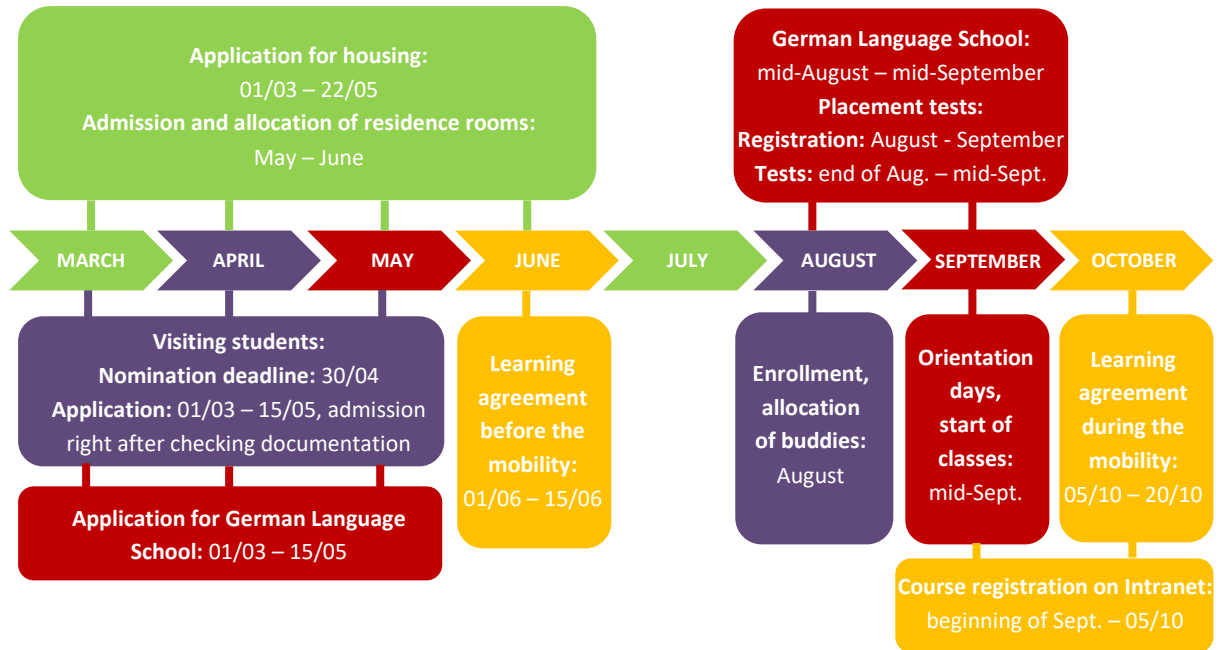 Application for housing:
01/03 – 22/05
Admission and allocation of residence rooms:
May – June
German Language School:
mid-August – mid-September
Placement tests:
Registration: August - September
Tests: end of Aug. – mid-Sept.
MARCH
APRIL
MAY
JUNE
JULY
AUGUST
SEPTEMBER
OCTOBER
Visiting students:
Nomination deadline: 30/04
Application: 01/03 – 15/05, admission
right after checking documentation
Application for German Language
School: 01/03 – 15/05
Learning
agreement
before the
mobility:
01/06 – 15/06
Enrollment,
allocation
of buddies:
August
Orientation
days,
start of
classes:
mid-Sept.
Learning
agreement
during the
mobility:
05/10 – 20/10
Course registration on Intranet:
beginning of Sept. – 05/10